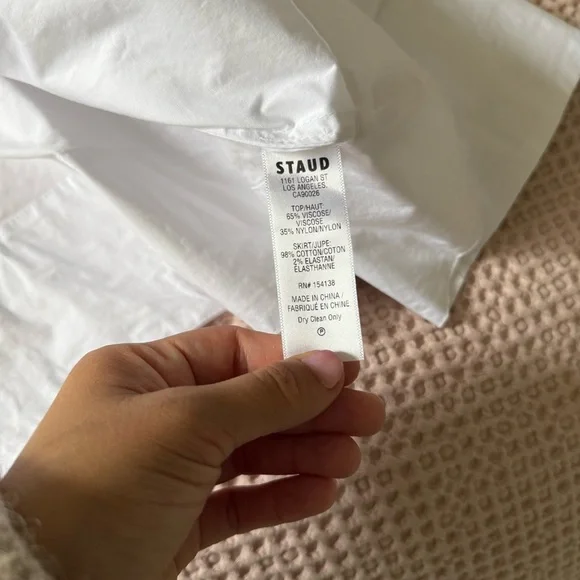 STAUD
1161 LOGAN ST
LOS ANGELES.
CA90026
TOP/HAUT:
65% VISCOSE/
VISCOSE
35% NYLON/NYLON
SKIRT/JUPE:
98% COTTON/COTON
2% ELASTAN/
ELASTHANNE
RN# 154138
MADE IN CHINA /
FABRIQUÉ EN CHINE
Dry Clean Only
P